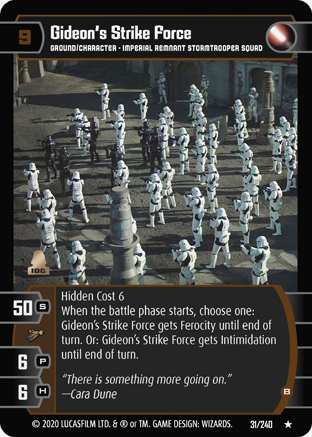 9
Gideon's Strike Force
GROUND/CHARACTER • IMPERIAL REMNANT STORMTROOPER SQUAD
IDC
50 S
6 P
6 H
Hidden Cost 6
When the battle phase starts, choose one:
Gideon's Strike Force gets Ferocity until end of
turn. Or: Gideon's Strike Force gets Intimidation
until end of turn.
"There is something more going on."
—Cara Dune
B
© 2020 LUCASFILM LTD. & ® or TM. GAME DESIGN: WIZARDS.
31/240